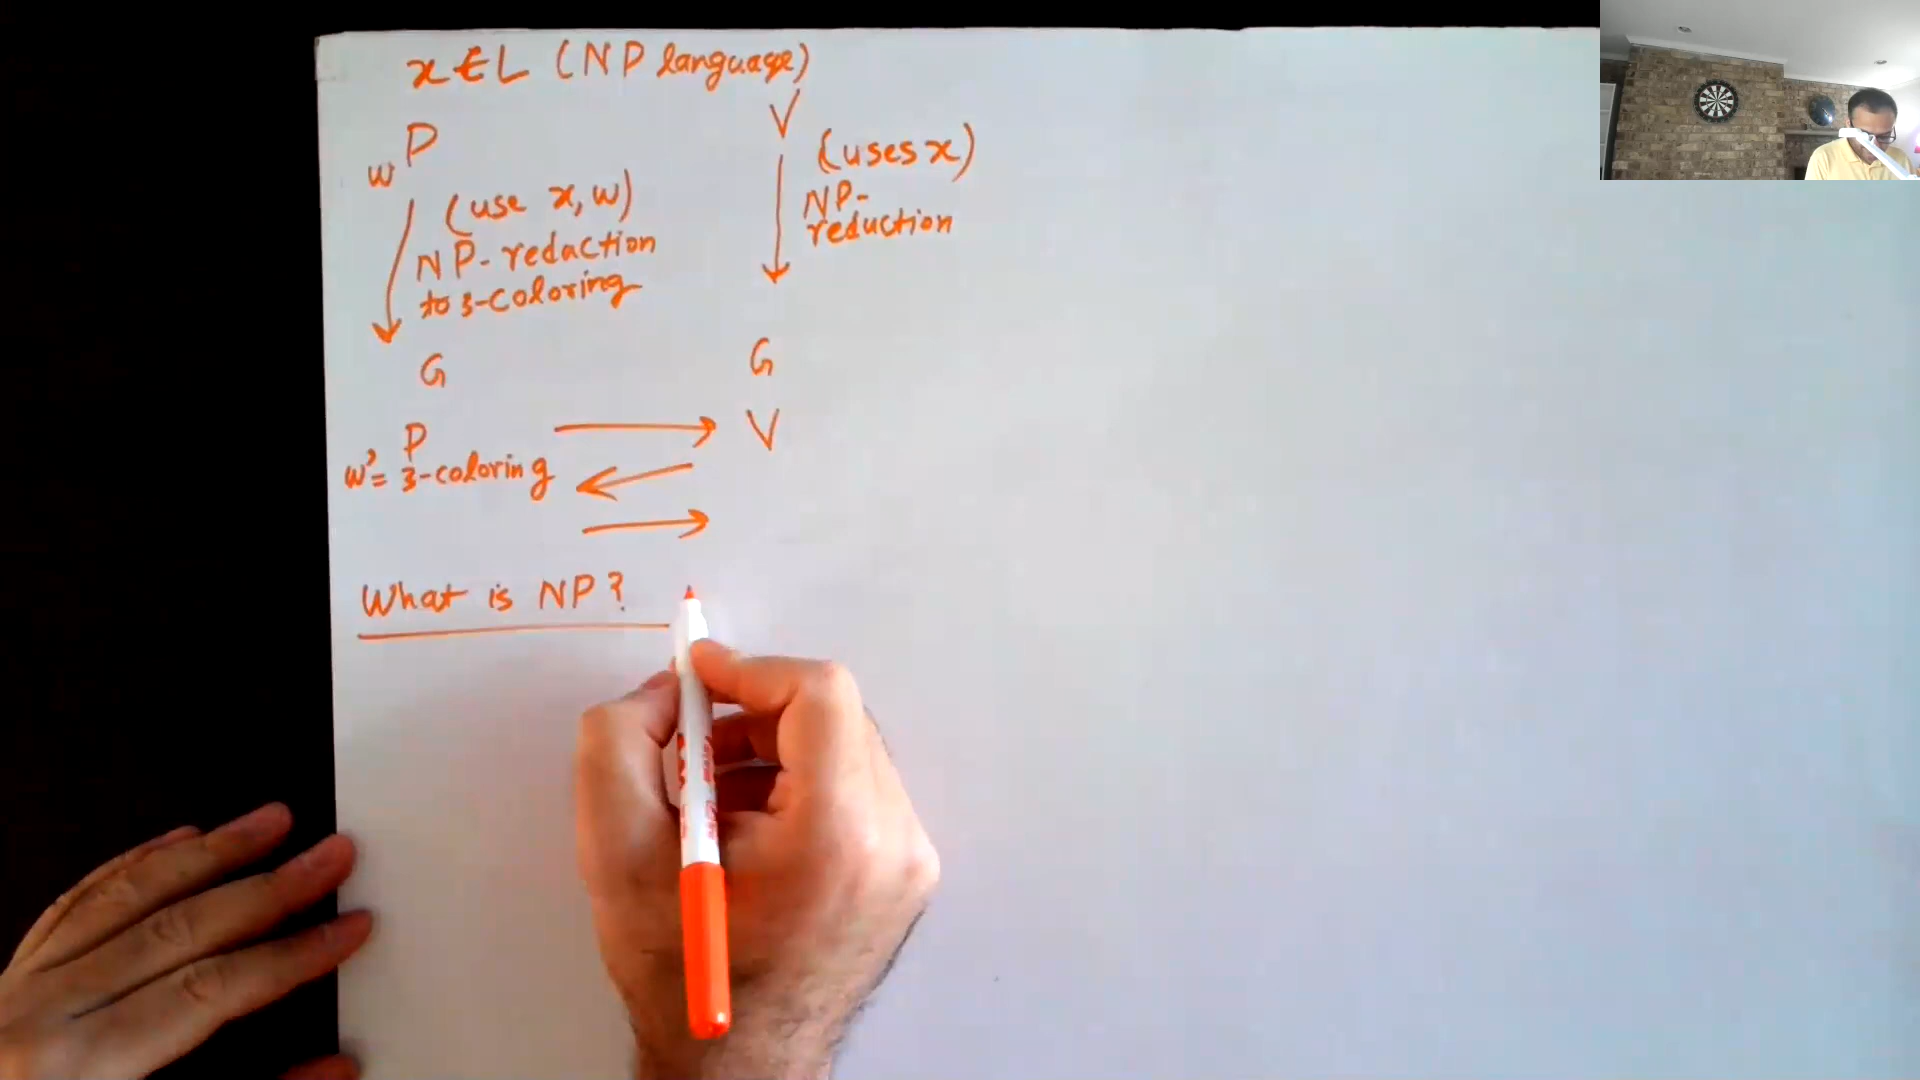 x ∈ L (NP language)
P
V
w
(uses x)
(use x, w)
NP-
reduction
NP-redaction
to 3-coloring
G
G
P
V
w'= 3-coloring
What is NP?